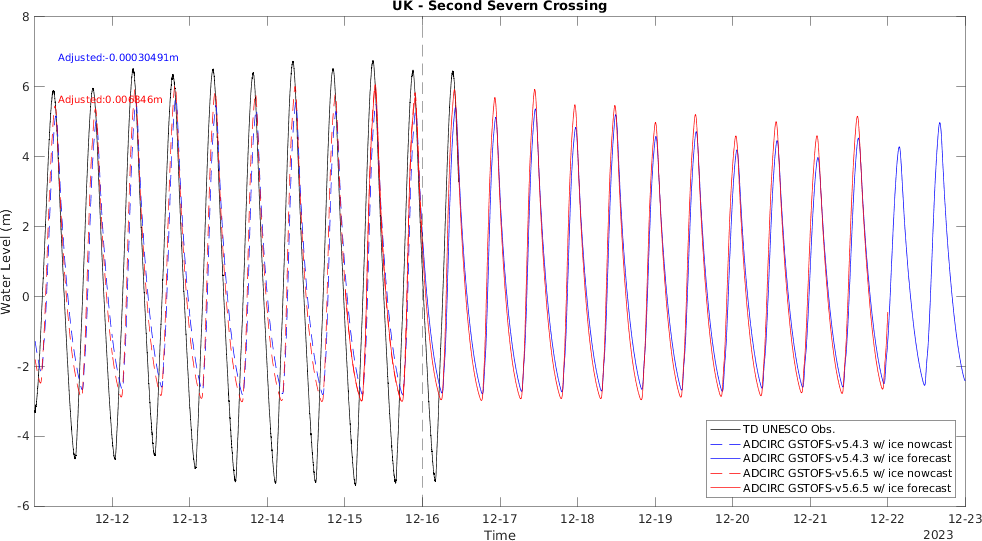 UK - Second Severn Crossing
8
6
4
2
0
-2
-4
-6
Water Level (m)
Adjusted:-0.00030491m
Adjusted:0.006846m
TD UNESCO Obs.
ADCIRC GSTOFS-v5.4.3 w/ ice nowcast
ADCIRC GSTOFS-v5.4.3 w/ ice forecast
ADCIRC GSTOFS-v5.6.5 w/ ice nowcast
ADCIRC GSTOFS-v5.6.5 w/ ice forecast
12-12 12-13 12-14 12-15 12-16 12-17 12-18 12-19 12-20 12-21 12-22 12-23
Time
2023